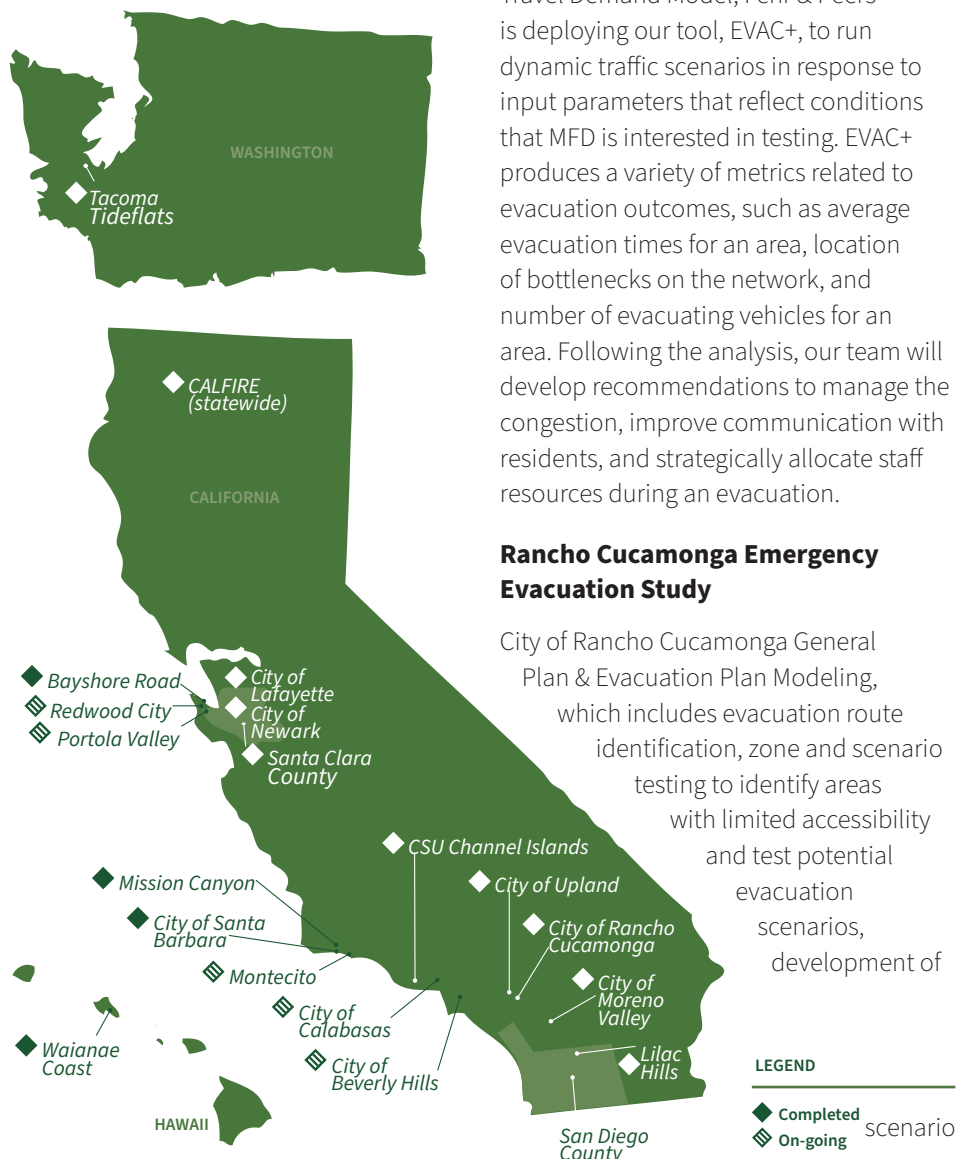 WASHINGTON
Tacoma
Tideflats
CALFIRE
(statewide)
CALIFORNIA
Bayshore Road
Redwood City
Portola Valley
City of
Lafayette
City of
Newark
Santa Clara
County
CSU Channel Islands
City of Upland
City of Rancho
Cucamonga
Mission Canyon
City of Santa
Barbara
Montecito
City of
Calabasas
City of
Beverly Hills
City of
Moreno
Valley
Lilac
Hills
San Diego
County
Waianae
Coast
HAWAII
Travel Demand Model, Fehr & Peers
is deploying our tool, EVAC+, to run
dynamic traffic scenarios in response to
input parameters that reflect conditions
that MFD is interested in testing. EVAC+
produces a variety of metrics related to
evacuation outcomes, such as average
evacuation times for an area, location
of bottlenecks on the network, and
number of evacuating vehicles for an
area. Following the analysis, our team will
develop recommendations to manage the
congestion, improve communication with
residents, and strategically allocate staff
resources during an evacuation.
Rancho Cucamonga Emergency
Evacuation Study
City of Rancho Cucamonga General
Plan & Evacuation Plan Modeling,
which includes evacuation route
identification, zone and scenario
testing to identify areas
with limited accessibility
and test potential
evacuation
scenarios,
development of
scenario
LEGEND
Completed
On-going